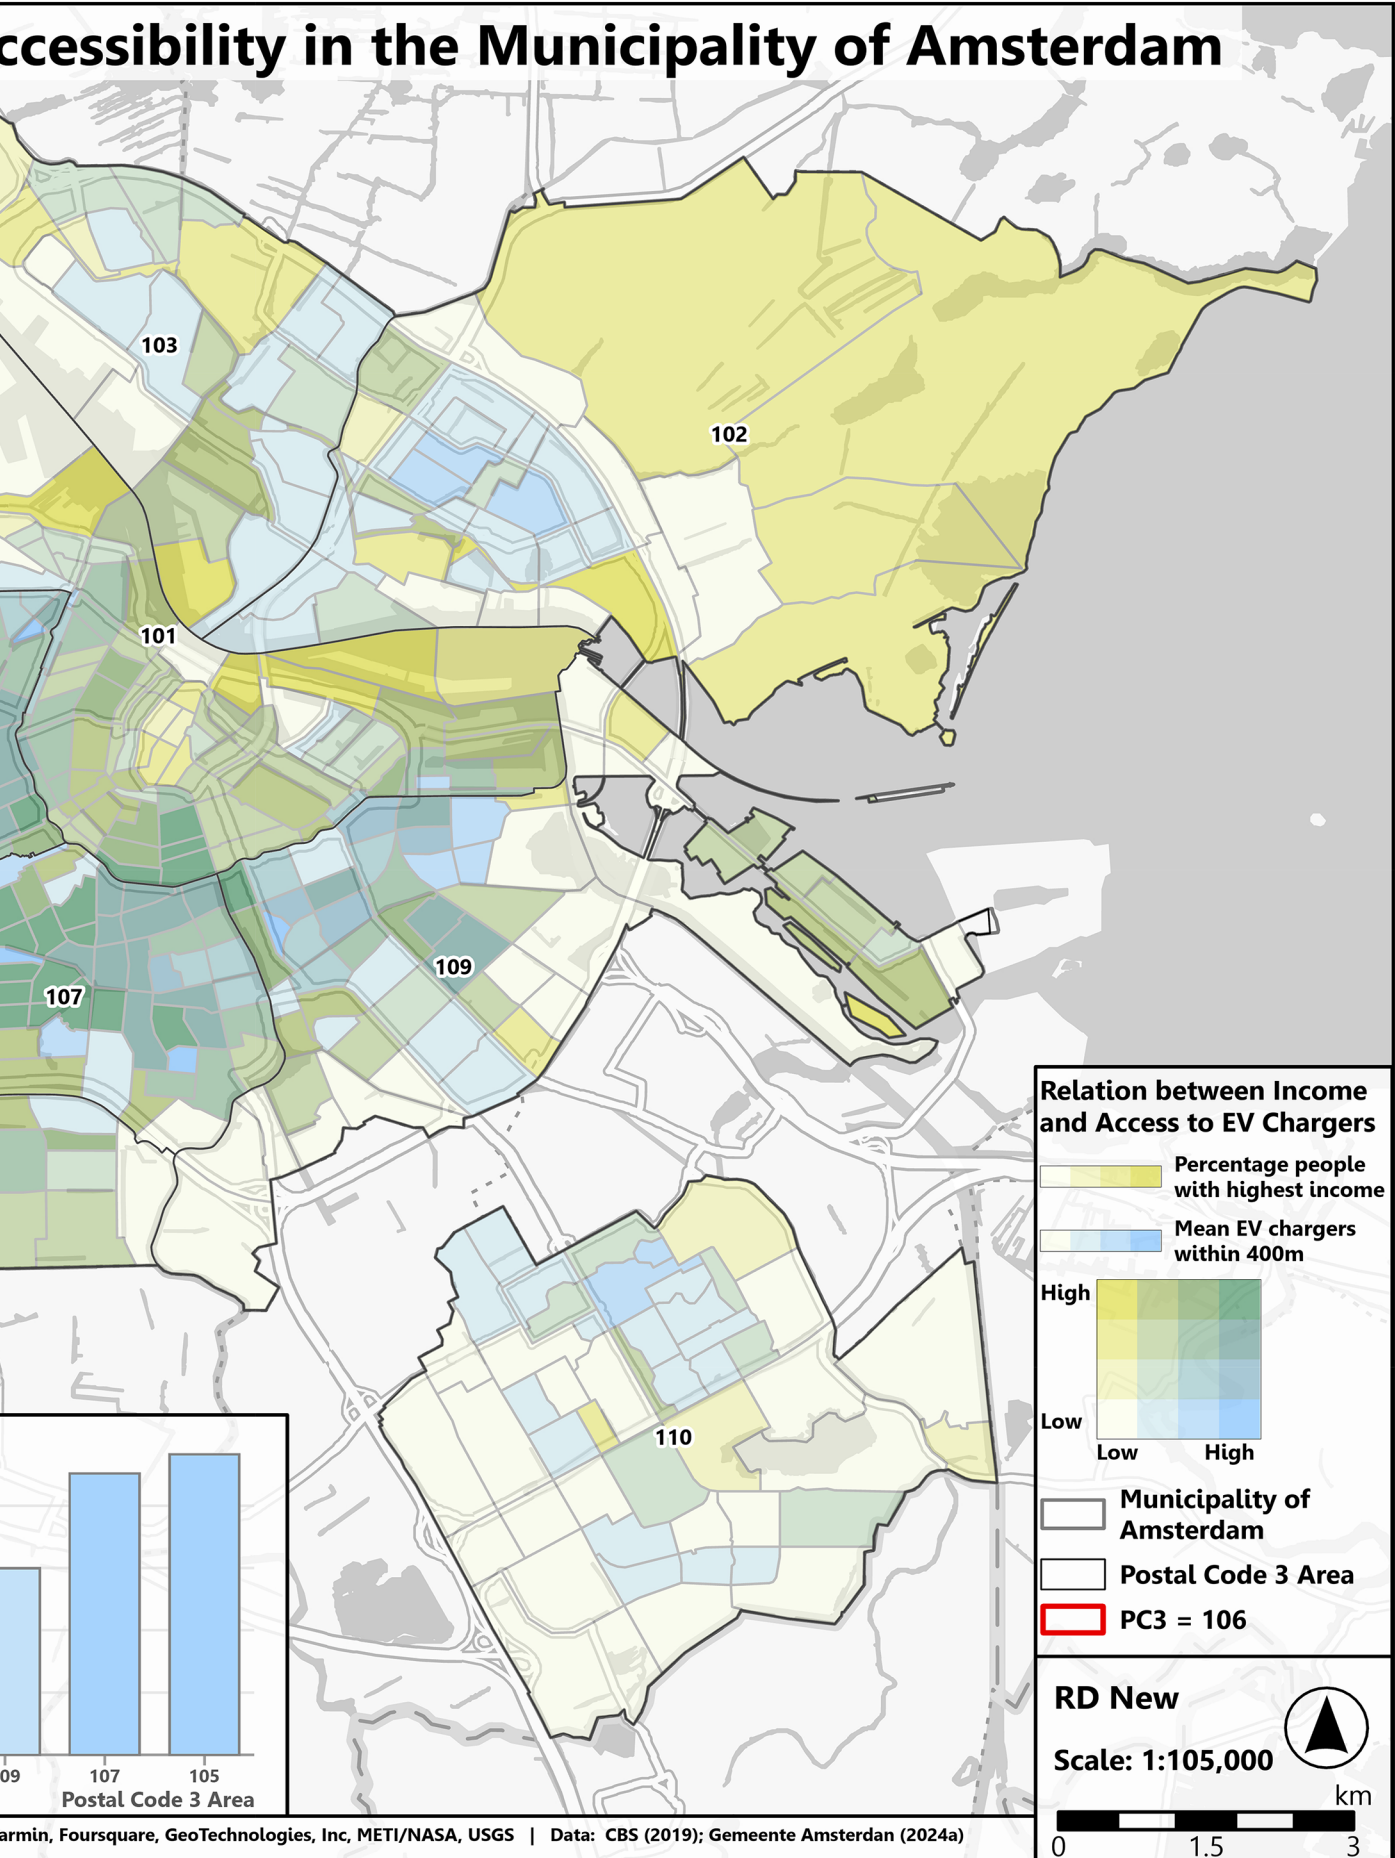 ccessibility in the Municipality of Amsterdam
103
102
101
109
107
110
Relation between Income
and Access to EV Chargers
Percentage people
with highest income
Mean EV chargers
within 400m
High
Low
Low High
Municipality of
Amsterdam
Postal Code 3 Area
PC3 = 106
RD New
Scale: 1:105,000
km
0 1.5 3
09 107 105
Postal Code 3 Area
armin, Foursquare, GeoTechnologies, Inc, METI/NASA, USGS | Data: CBS (2019); Gemeente Amsterdan (2024a)